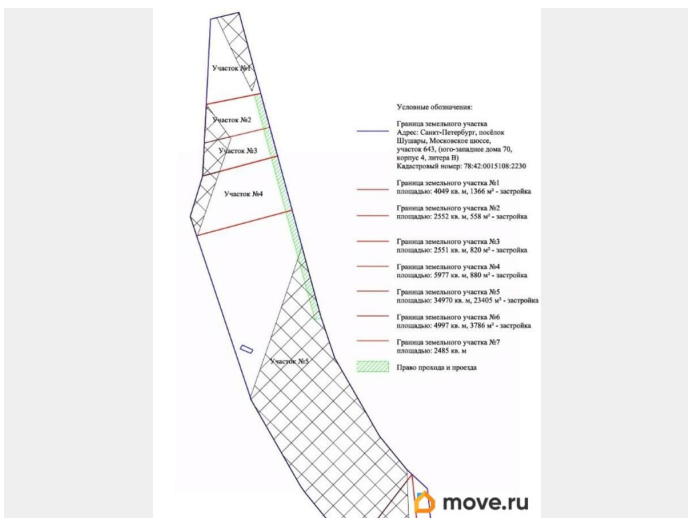 Участок №1
Участок №2
Участок №3
Участок №4
Участок №5
Условные обозначения:
Граница земельного участка
Адрес: Санкт-Петербург, посёлок
Шушары, Московское шоссе,
участок 643, (юго-западнее дома 70,
корпус 4, литера В)
Кадастровый номер: 78:42:0015108:2230
Граница земельного участка №1
площадью: 4049 кв. м, 1366 м² - застройка
Граница земельного участка №2
площадью: 2552 кв. м, 558 м² - застройка
Граница земельного участка №3
площадью: 2551 кв. м, 820 м² - застройка
Граница земельного участка №4
площадью: 5977 кв. м, 880 м² - застройка
Граница земельного участка №5
площадью: 34970 кв. м, 23405 м² - застройка
Граница земельного участка №6
площадью: 4997 кв. м, 3786 м² - застройка
Граница земельного участка №7
площадью: 2485 кв. м
Право прохода и проезда
move.ru